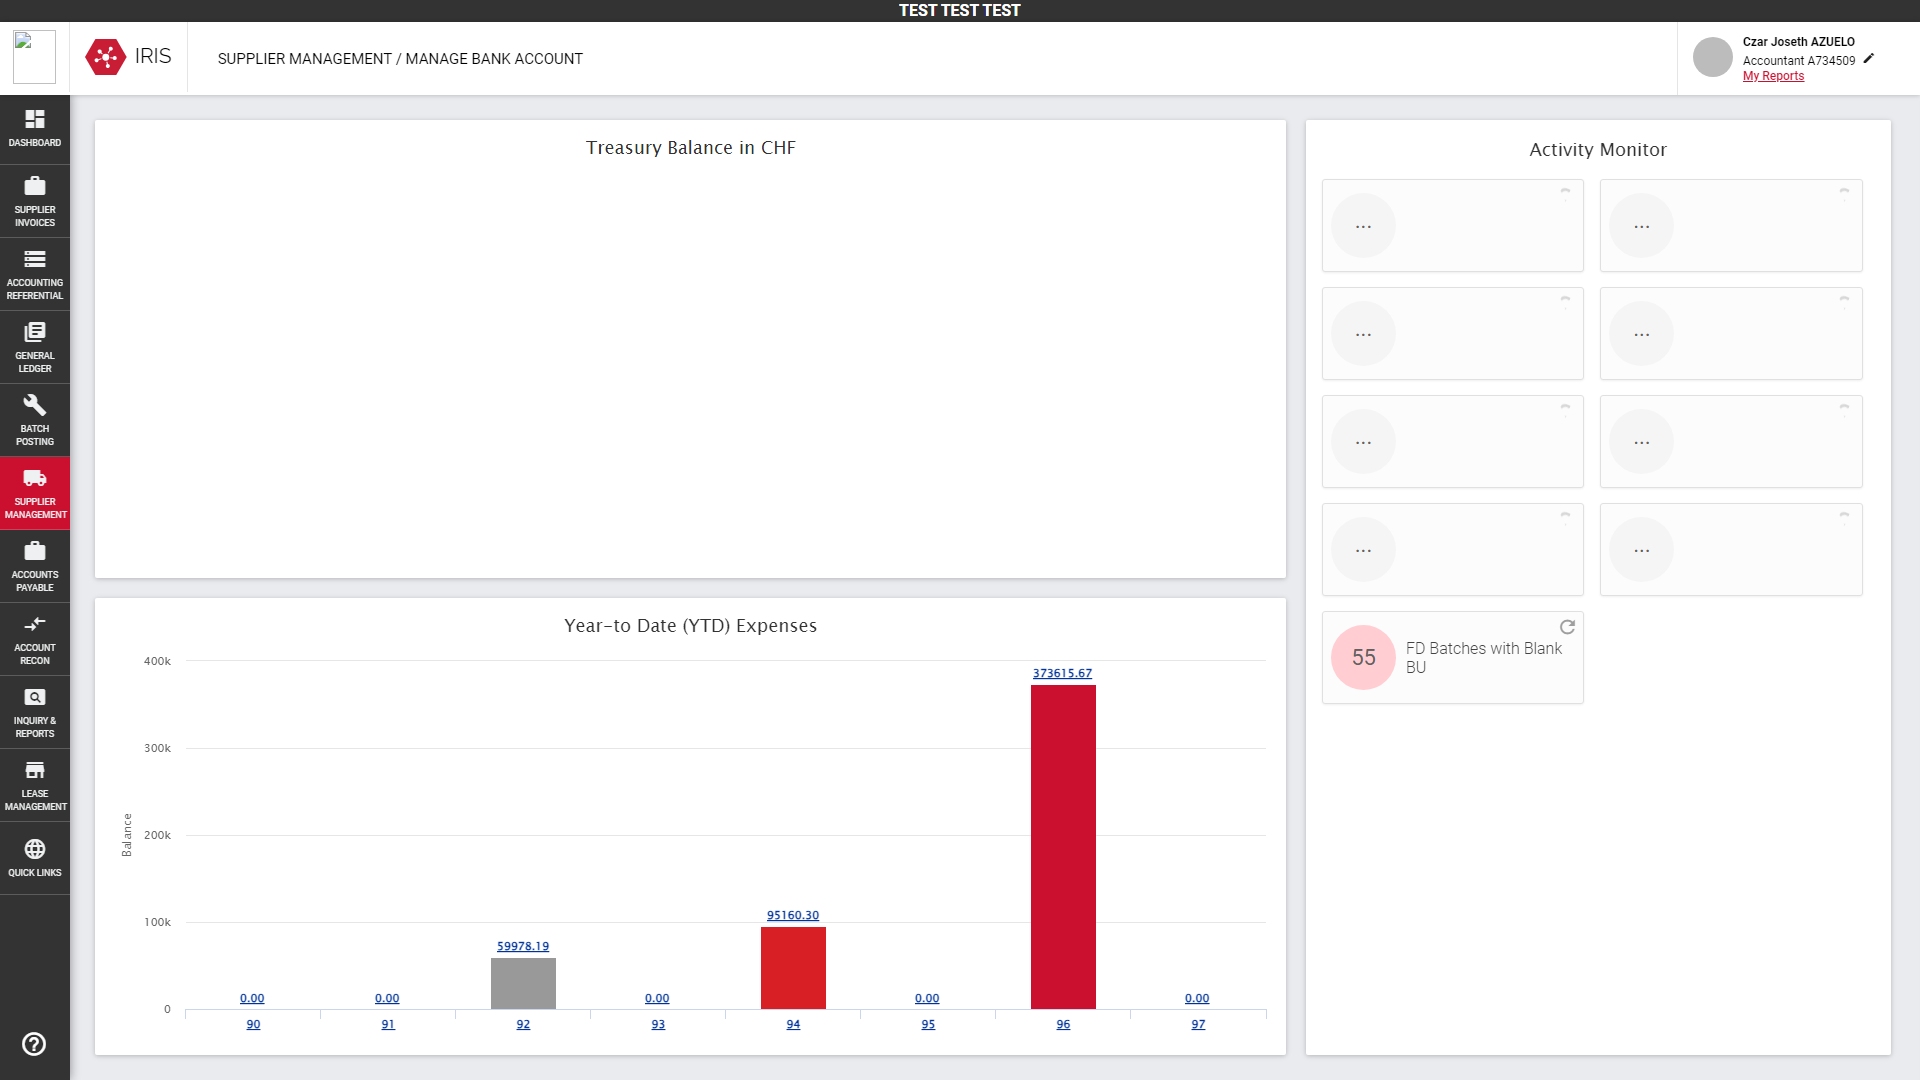 TEST TEST TEST
IRIS
SUPPLIER MANAGEMENT / MANAGE BANK ACCOUNT
Czar Joseth AZUELO
Accountant A734509
My Reports
DASHBOARD
SUPPLIER
INVOICES
ACCOUNTING
REFERENTIAL
GENERAL
LEDGER
BATCH
POSTING
SUPPLIER
MANAGEMENT
ACCOUNTS
PAYABLE
ACCOUNT
RECON
INQUIRY &
REPORTS
LEASE
MANAGEMENT
QUICK LINKS
Treasury Balance in CHF
Year-to Date (YTD) Expenses
Balance
400k
300k
200k
100k
0
0.00
0.00
59978.19
0.00
95160.30
0.00
373615.67
0.00
90
91
92
93
94
95
96
97
Activity Monitor
...
...
...
...
...
...
...
...
55
FD Batches with Blank
BU